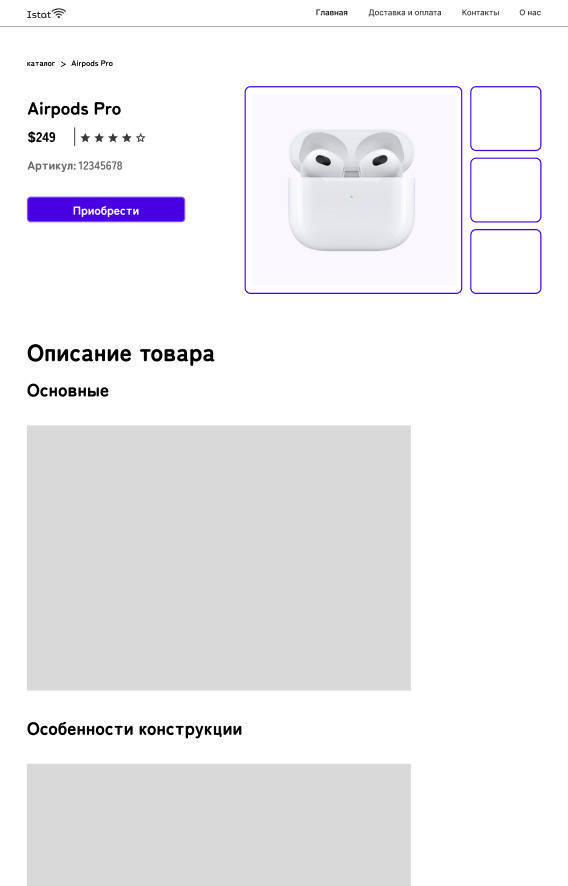 Istat
Главная Доставка и оплата Контакты О нас
каталог > Airpods Pro
Airpods Pro
$249
Артикул: 12345678
Приобрести
Описание товара
Основные
Особенности конструкции